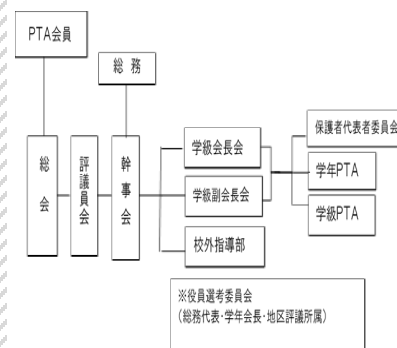 PTA会員
総務
総会
評議員会
幹事会
学級会長会
学級副会長会
校外指導部
保護者代表者委員会
学年PTA
学級PTA
※役員選考委員会
(総務代表・学年会長・地区評議所属)